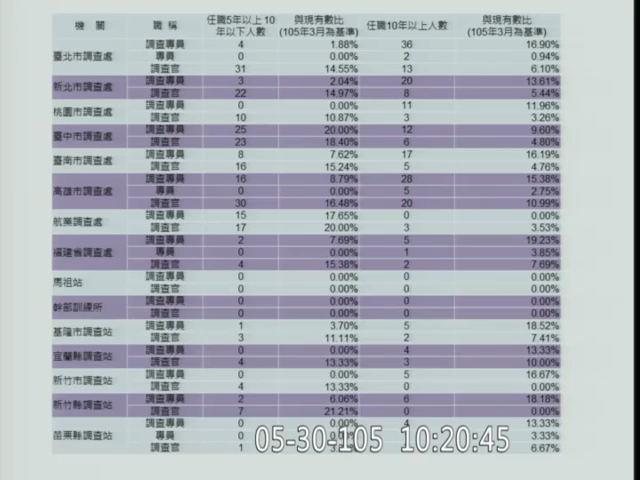 機 關 職 稱 任職5年以上10年以下人數 與現有數比(105年3月為基準) 任職10年以上人數 與現有數比(105年3月為基準)
臺北市調查處 調查專員 4 1.88% 36 16.90%
專員 0 0.00% 2 0.94%
調查官 31 14.55% 13 6.10%
新北市調查處 調查專員 3 2.04% 20 13.61%
調查官 22 14.97% 8 5.44%
桃園市調查處 調查專員 0 0.00% 11 11.96%
調查官 10 10.87% 3 3.26%
臺中市調查處 調查專員 25 20.00% 12 9.60%
調查官 23 18.40% 6 4.80%
臺南市調查處 調查專員 8 7.62% 17 16.19%
調查官 16 15.24% 5 4.76%
高雄市調查處 調查專員 16 8.79% 28 15.38%
專員 0 0.00% 5 2.75%
調查官 30 16.48% 20 10.99%
航業調查處 調查專員 15 17.65% 0 0.00%
調查官 17 20.00% 3 3.53%
福建省調查處 調查專員 2 7.69% 5 19.23%
專員 0 0.00% 1 3.85%
調查官 4 15.38% 2 7.69%
馬祖站 調查專員 0 0.00% 0 0.00%
調查官 0 0.00% 0 0.00%
幹部訓練所 調查專員 0 0.00% 0 0.00%
調查官 0 0.00% 0 0.00%
基隆市調查站 調查專員 1 3.70% 5 18.52%
調查官 3 11.11% 2 7.41%
宜蘭縣調查站 調查專員 0 0.00% 4 13.33%
調查官 4 13.33% 3 10.00%
新竹市調查站 調查專員 0 0.00% 5 16.67%
調查官 4 13.33% 0 0.00%
新竹縣調查站 調查專員 2 6.06% 6 18.18%
調查官 7 21.21% 0 0.00%
苗栗縣調查站 調查專員 0 0.00% 4 13.33%
專員 0 3.33%
調查官 1 6.67%
05-30-105 10:20:45